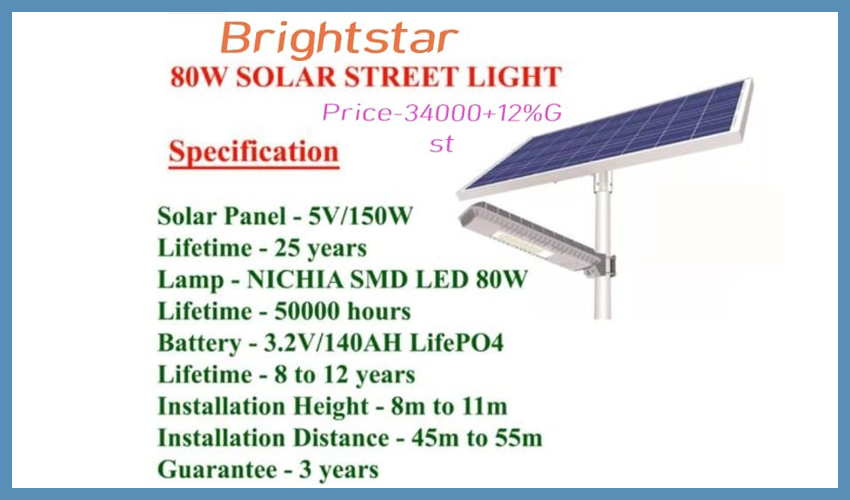 Brightstar
80W SOLAR STREET LIGHT
Price-34000+12%G
st
Specification
Solar Panel - 5V/150W
Lifetime - 25 years
Lamp - NICHIA SMD LED 80W
Lifetime - 50000 hours
Battery - 3.2V/140AH LifePO4
Lifetime - 8 to 12 years
Installation Height - 8m to 11m
Installation Distance - 45m to 55m
Guarantee - 3 years